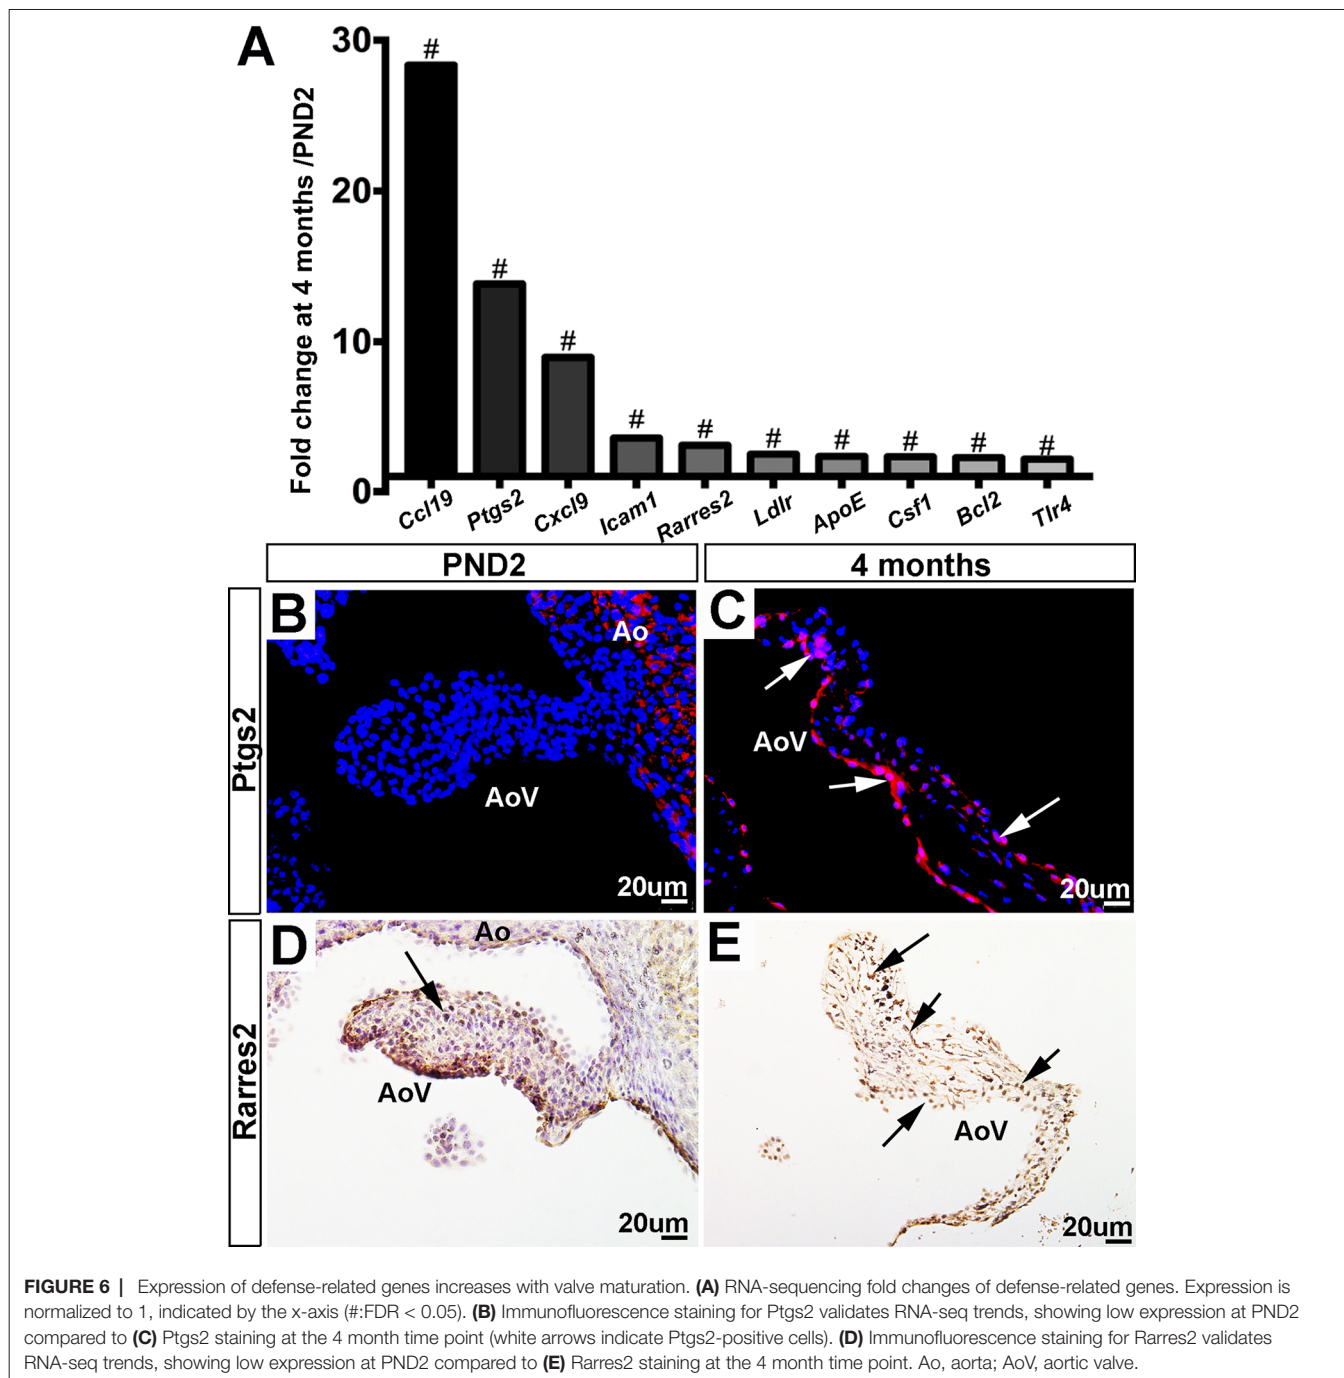 A
30
20
10
0
Fold change at 4 months /PND2
# # # # # # # # # #
Ccl19 Ptgs2 Cxcl9 Icam1 Rarres2 Ldlr ApoE Csf1 Bcl2 Tlr4
PND2 4 months
Ptgs2
B
Ao
AoV
20um
C
AoV
20um
Rarres2
D
Ao
AoV
20um
E
AoV
20um
FIGURE 6 | Expression of defense-related genes increases with valve maturation. (A) RNA-sequencing fold changes of defense-related genes. Expression is
normalized to 1, indicated by the x-axis (#:FDR < 0.05). (B) Immunofluorescence staining for Ptgs2 validates RNA-seq trends, showing low expression at PND2
compared to (C) Ptgs2 staining at the 4 month time point (white arrows indicate Ptgs2-positive cells). (D) Immunofluorescence staining for Rarres2 validates
RNA-seq trends, showing low expression at PND2 compared to (E) Rarres2 staining at the 4 month time point. Ao, aorta; AoV, aortic valve.